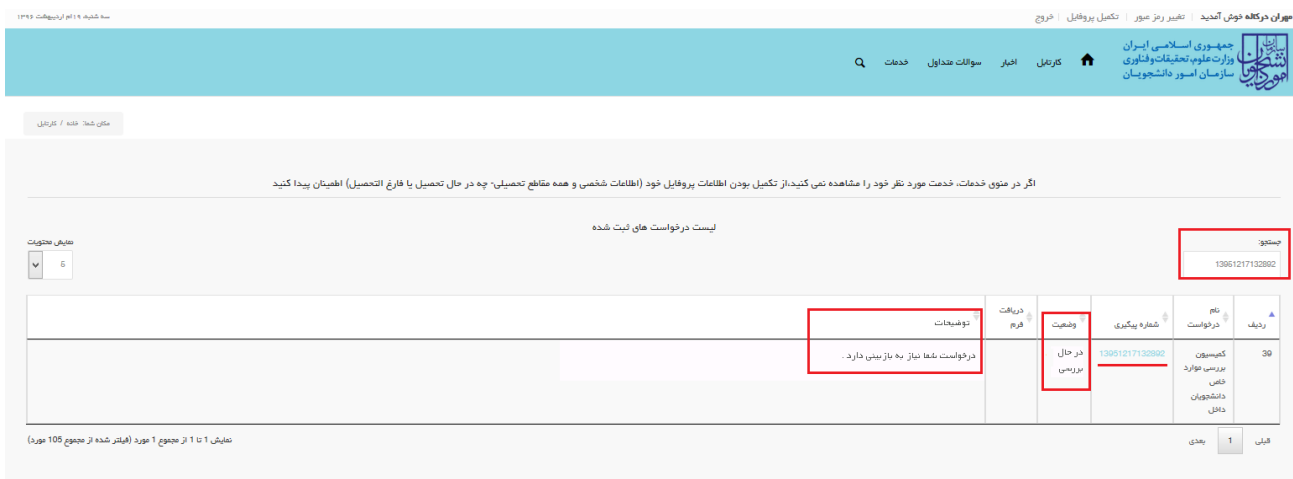 مهران درکاله خوش آمدید | تغییر رمز عبور | تکمیل پروفایل | خروج
سه شنبه، ۱۹ ام اردیبهشت ۱۳۹۶
سازمان امور دانشجویان
جمهوری اسلامی ایران
وزارت علوم، تحقیقات و فناوری
سازمان امور دانشجویان
کارتابل اخبار سوالات متداول خدمات
مکان شما: خانه / کارتابل
اگر در منوی خدمات، خدمت مورد نظر خود را مشاهده نمی کنید،از تکمیل بودن اطلاعات پروفایل خود (اطلاعات شخصی و همه مقاطع تحصیلی- چه در حال تحصیل یا فارغ التحصیل) اطمینان پیدا کنید
لیست درخواست های ثبت شده
جستجو:
13951217132892
نمایش محتویات
5
ردیف
نام
درخواست
شماره پیگیری
وضعیت
دریافت
فرم
توضیحات
39
کمیسیون
بررسی موارد
خاص
دانشجویان
داخل
13951217132892
در حال
بررسی
درخواست شما نیاز به بازبینی دارد .
قبلی 1 بعدی
نمایش 1 تا 1 از مجموع 1 مورد (فیلتر شده از مجموع 105 مورد)